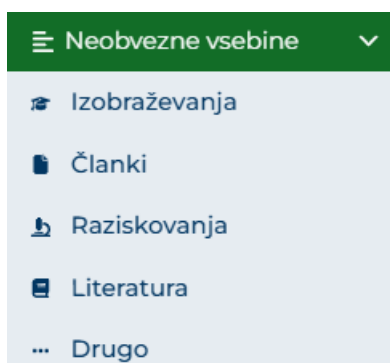 Neobvezne vsebine
Izobraževanja
Članki
Raziskovanja
Literatura
Drugo